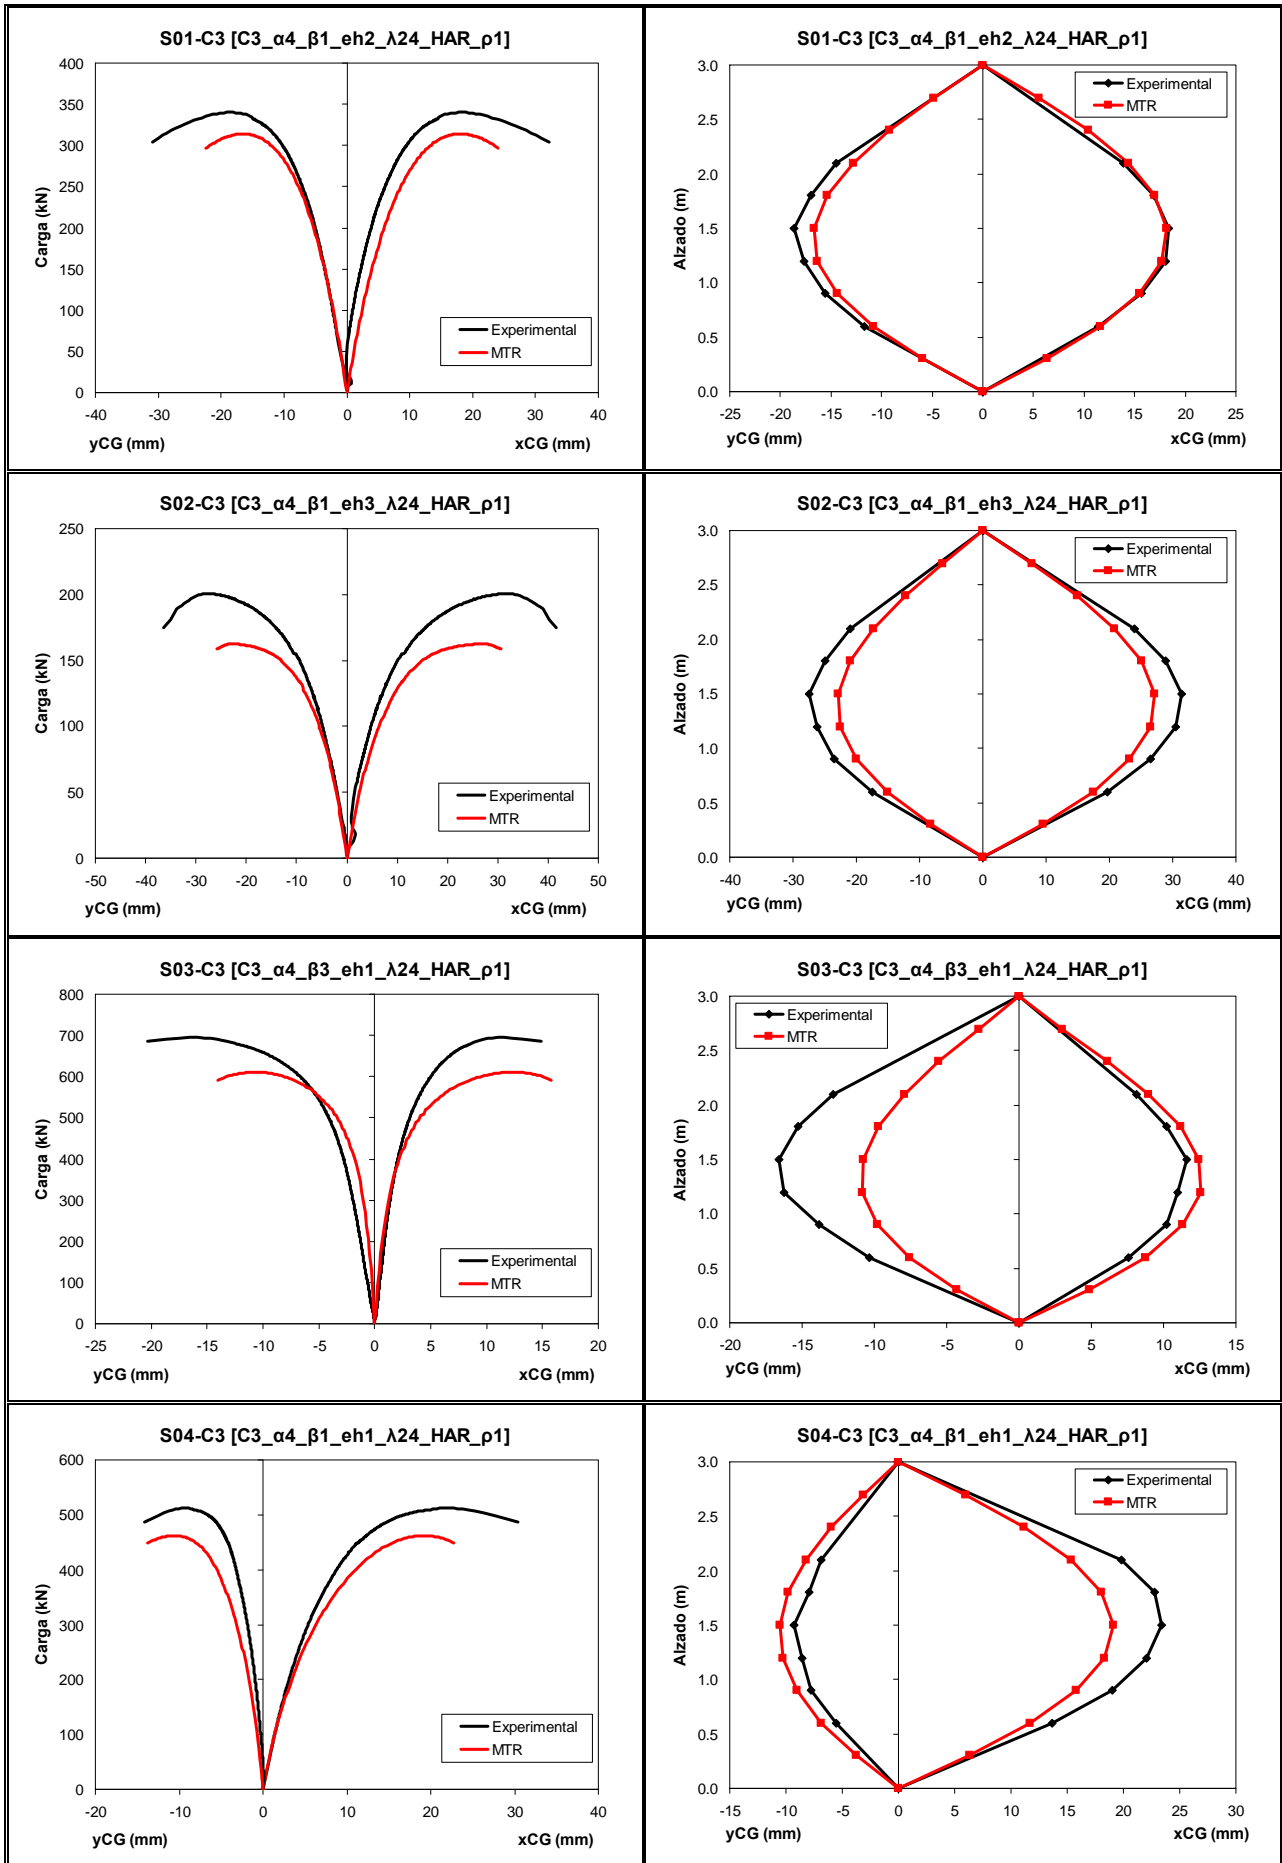 S01-C3 [C3_α4_β1_eh2_λ24_HAR_ρ1]
400
350
300
250
200
150
100
50
0
Carga (kN)
Experimental
MTR
-40 -30 -20 -10 0 10 20 30 40
yCG (mm) xCG (mm)
S01-C3 [C3_α4_β1_eh2_λ24_HAR_ρ1]
3.0
2.5
2.0
1.5
1.0
0.5
0.0
Alzado (m)
Experimental
MTR
-25 -20 -15 -10 -5 0 5 10 15 20 25
yCG (mm) xCG (mm)
S02-C3 [C3_α4_β1_eh3_λ24_HAR_ρ1]
250
200
150
100
50
0
Carga (kN)
Experimental
MTR
-50 -40 -30 -20 -10 0 10 20 30 40 50
yCG (mm) xCG (mm)
S02-C3 [C3_α4_β1_eh3_λ24_HAR_ρ1]
3.0
2.5
2.0
1.5
1.0
0.5
0.0
Alzado (m)
Experimental
MTR
-40 -30 -20 -10 0 10 20 30 40
yCG (mm) xCG (mm)
S03-C3 [C3_α4_β3_eh1_λ24_HAR_ρ1]
800
700
600
500
400
300
200
100
0
Carga (kN)
Experimental
MTR
-25 -20 -15 -10 -5 0 5 10 15 20
yCG (mm) xCG (mm)
S03-C3 [C3_α4_β3_eh1_λ24_HAR_ρ1]
3.0
2.5
2.0
1.5
1.0
0.5
0.0
Alzado (m)
Experimental
MTR
-20 -15 -10 -5 0 5 10 15
yCG (mm) xCG (mm)
S04-C3 [C3_α4_β1_eh1_λ24_HAR_ρ1]
600
500
400
300
200
100
0
Carga (kN)
Experimental
MTR
-20 -10 0 10 20 30 40
yCG (mm) xCG (mm)
S04-C3 [C3_α4_β1_eh1_λ24_HAR_ρ1]
3.0
2.5
2.0
1.5
1.0
0.5
0.0
Alzado (m)
Experimental
MTR
-15 -10 -5 0 5 10 15 20 25 30
yCG (mm) xCG (mm)